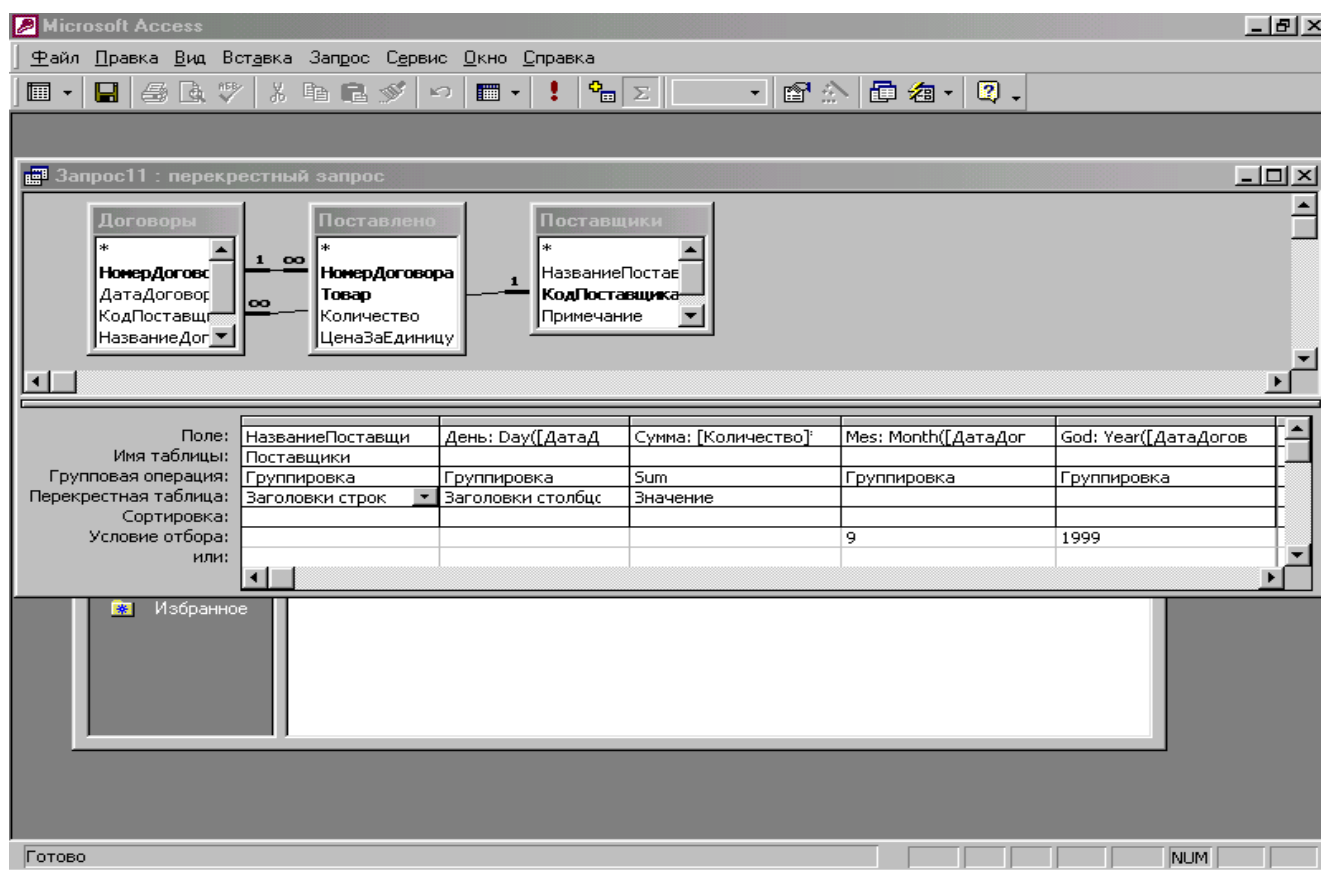 Microsoft Access
Файл Правка Вид Вставка Запрос Сервис Окно Справка
Запрос11 : перекрестный запрос
Договоры Поставлено Поставщики
* * *
НомерДогово НомерДоговора НазваниеПостав
ДатаДоговор Товар КодПоставщика
КодПоставщи Количество Примечание
НазваниеДог ЦенаЗаЕдиницу
1 ∞ 1
∞
Поле: НазваниеПоставщи День: Day([ДатаД Сумма: [Количество]* Mes: Month([ДатаДог God: Year([ДатаДогов
Имя таблицы: Поставщики
Групповая операция: Группировка Группировка Sum Группировка Группировка
Перекрестная таблица: Заголовки строк Заголовки столбцс Значение
Сортировка:
Условие отбора: 9 1999
или:
Избранное
Готово NUM